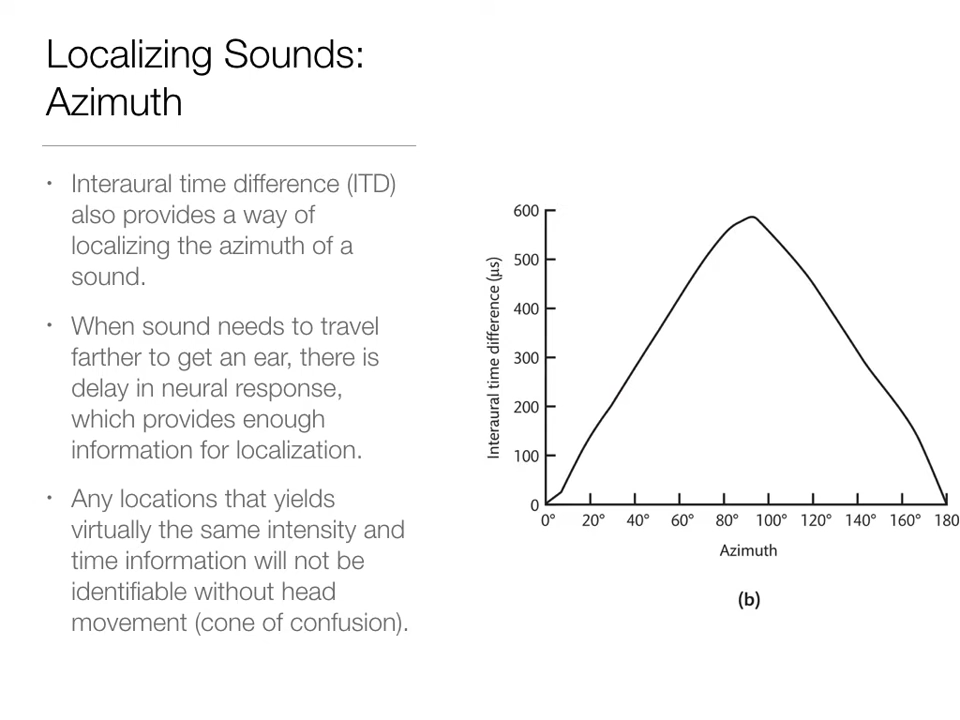 Localizing Sounds:
Azimuth
• Interaural time difference (ITD)
also provides a way of
localizing the azimuth of a
sound.
• When sound needs to travel
farther to get an ear, there is
delay in neural response,
which provides enough
information for localization.
• Any locations that yields
virtually the same intensity and
time information will not be
identifiable without head
movement (cone of confusion).
Interaural time difference (µs)
600
500
400
300
200
100
0
0° 20° 40° 60° 80° 100° 120° 140° 160° 180
Azimuth
(b)